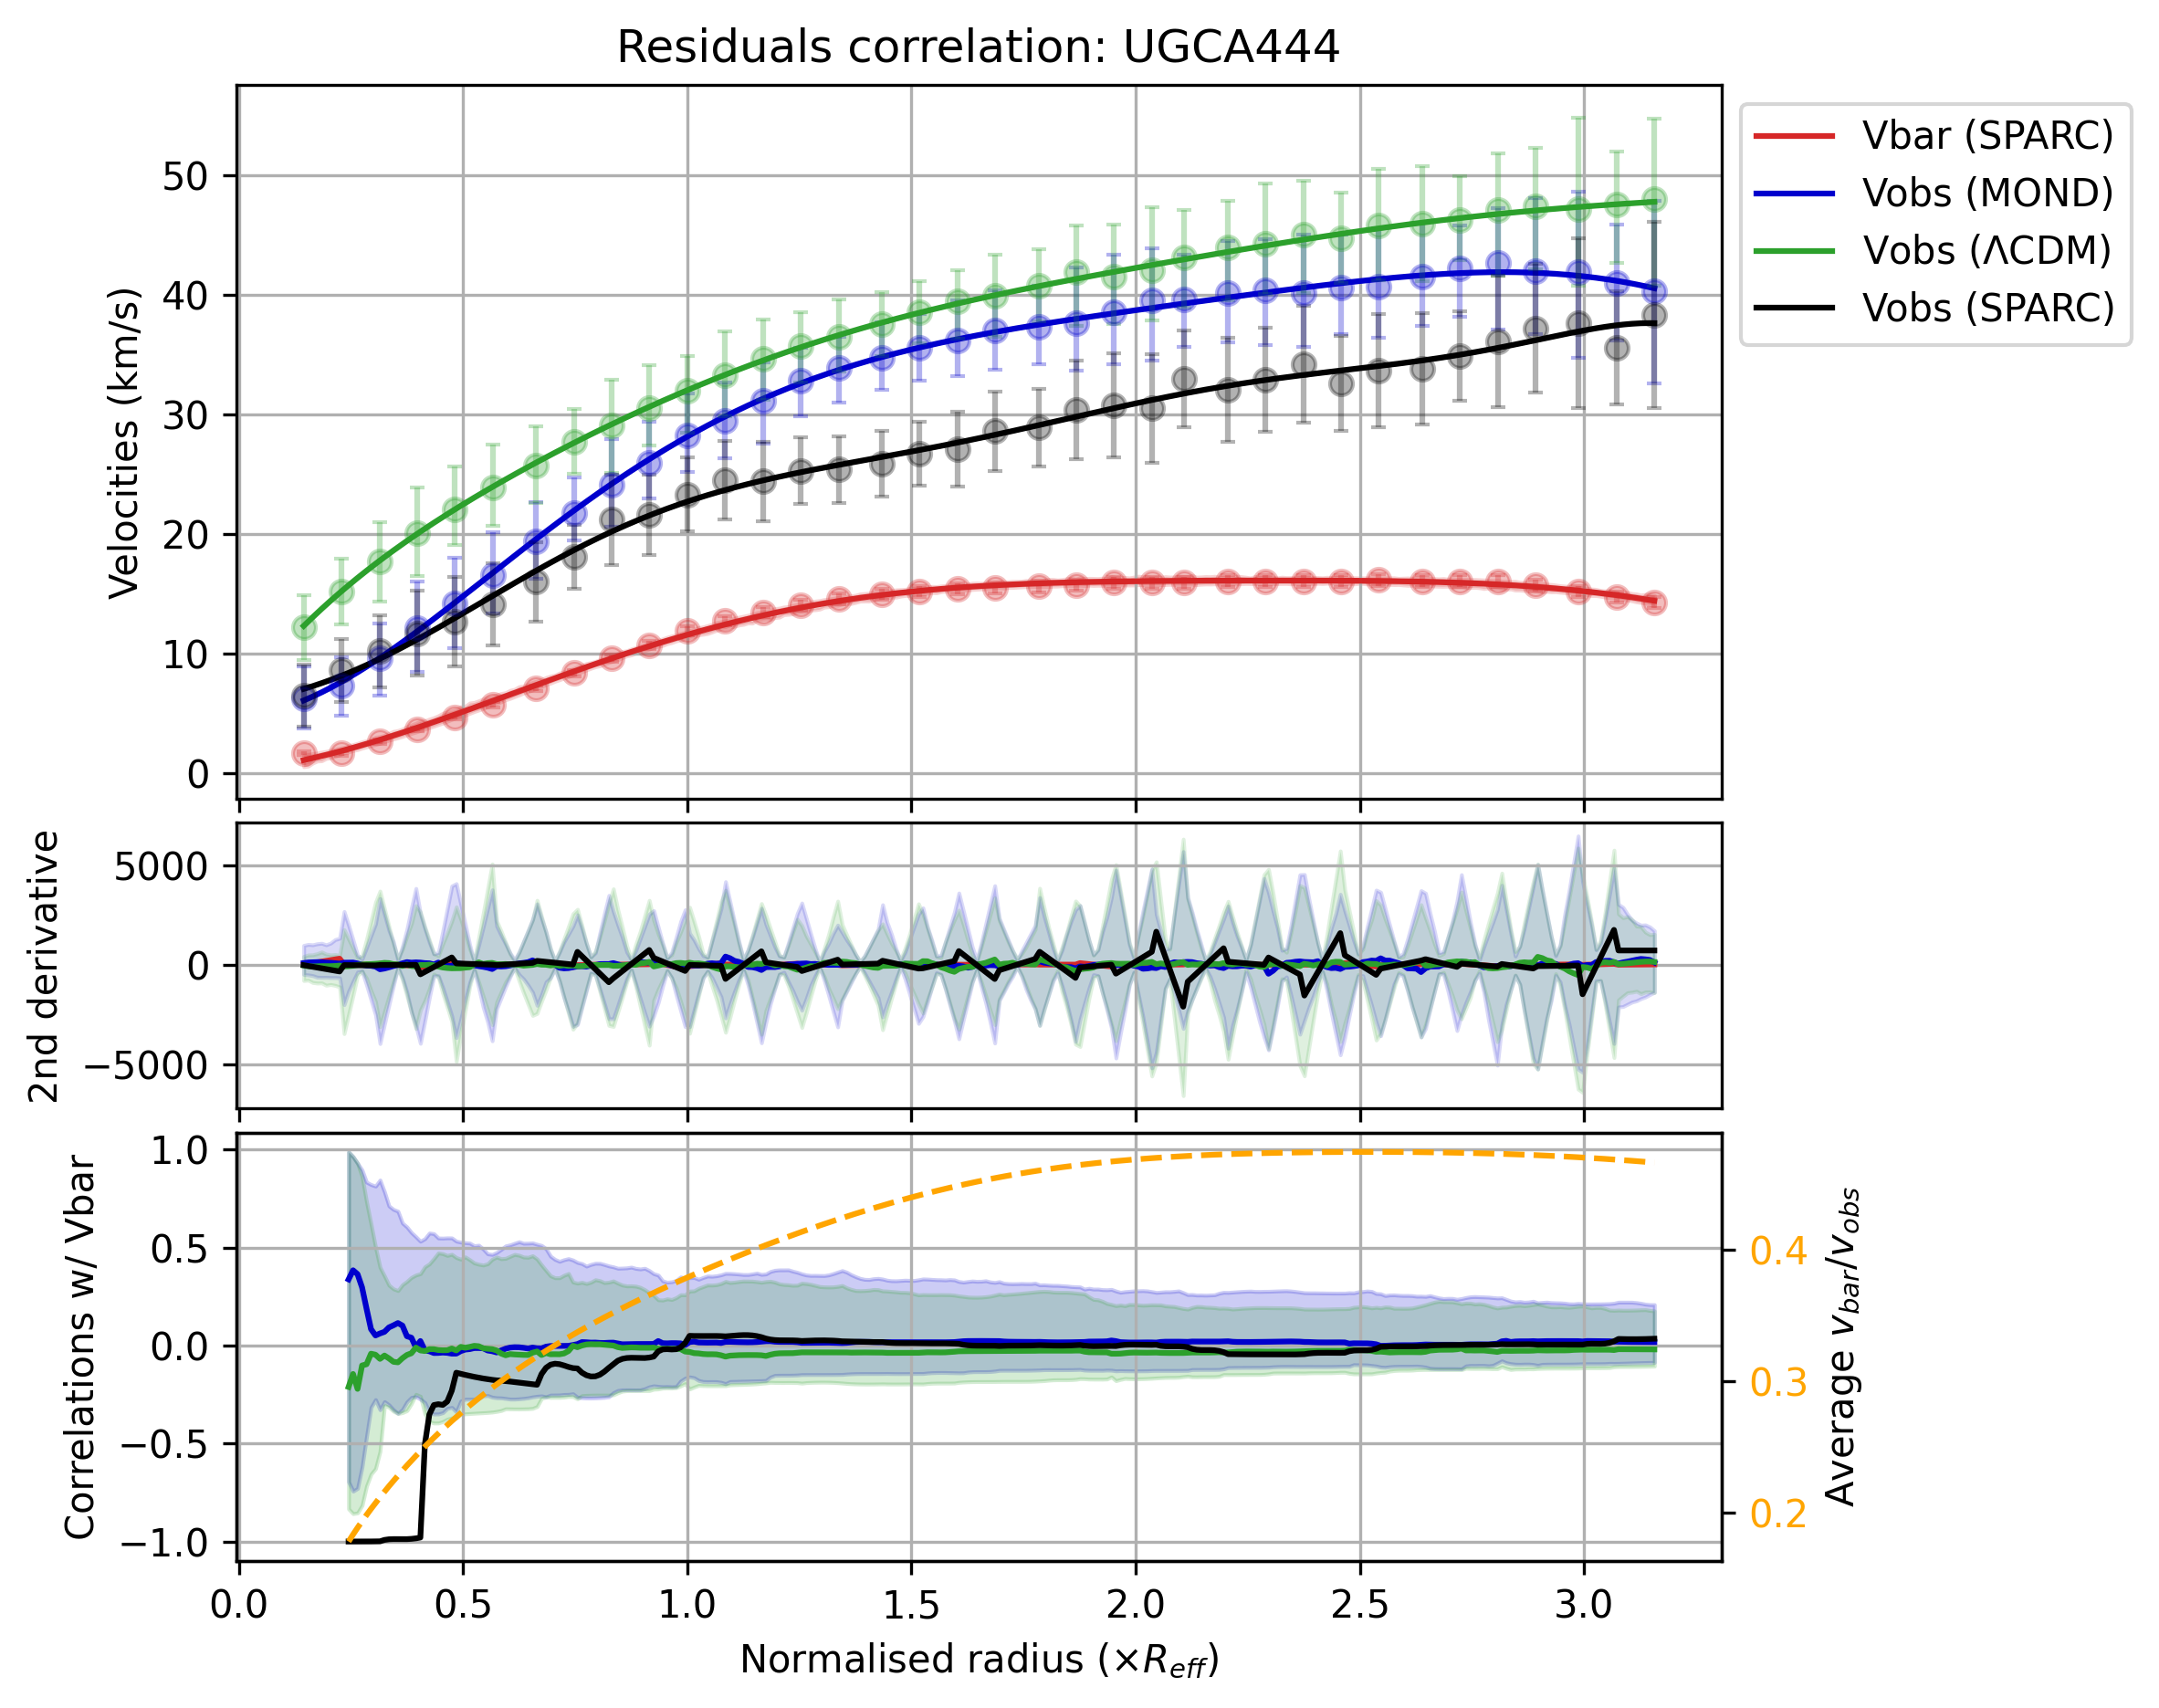 Residuals correlation: UGCA444
Velocities (km/s)
50
40
30
20
10
0
Vbar (SPARC)
Vobs (MOND)
Vobs (ΛCDM)
Vobs (SPARC)
2nd derivative
5000
0
−5000
Correlations w/ Vbar
1.0
0.5
0.0
−0.5
−1.0
0.4
0.3
0.2
Average v_bar/v_obs
0.0 0.5 1.0 1.5 2.0 2.5 3.0
Normalised radius (×R_eff)